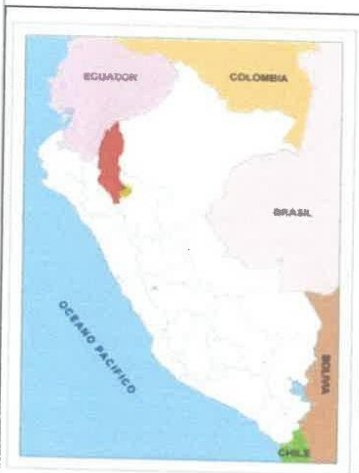 ECUADOR
COLOMBIA
BRASIL
OCEANO PACIFICO
BOLIVIA
CHILE